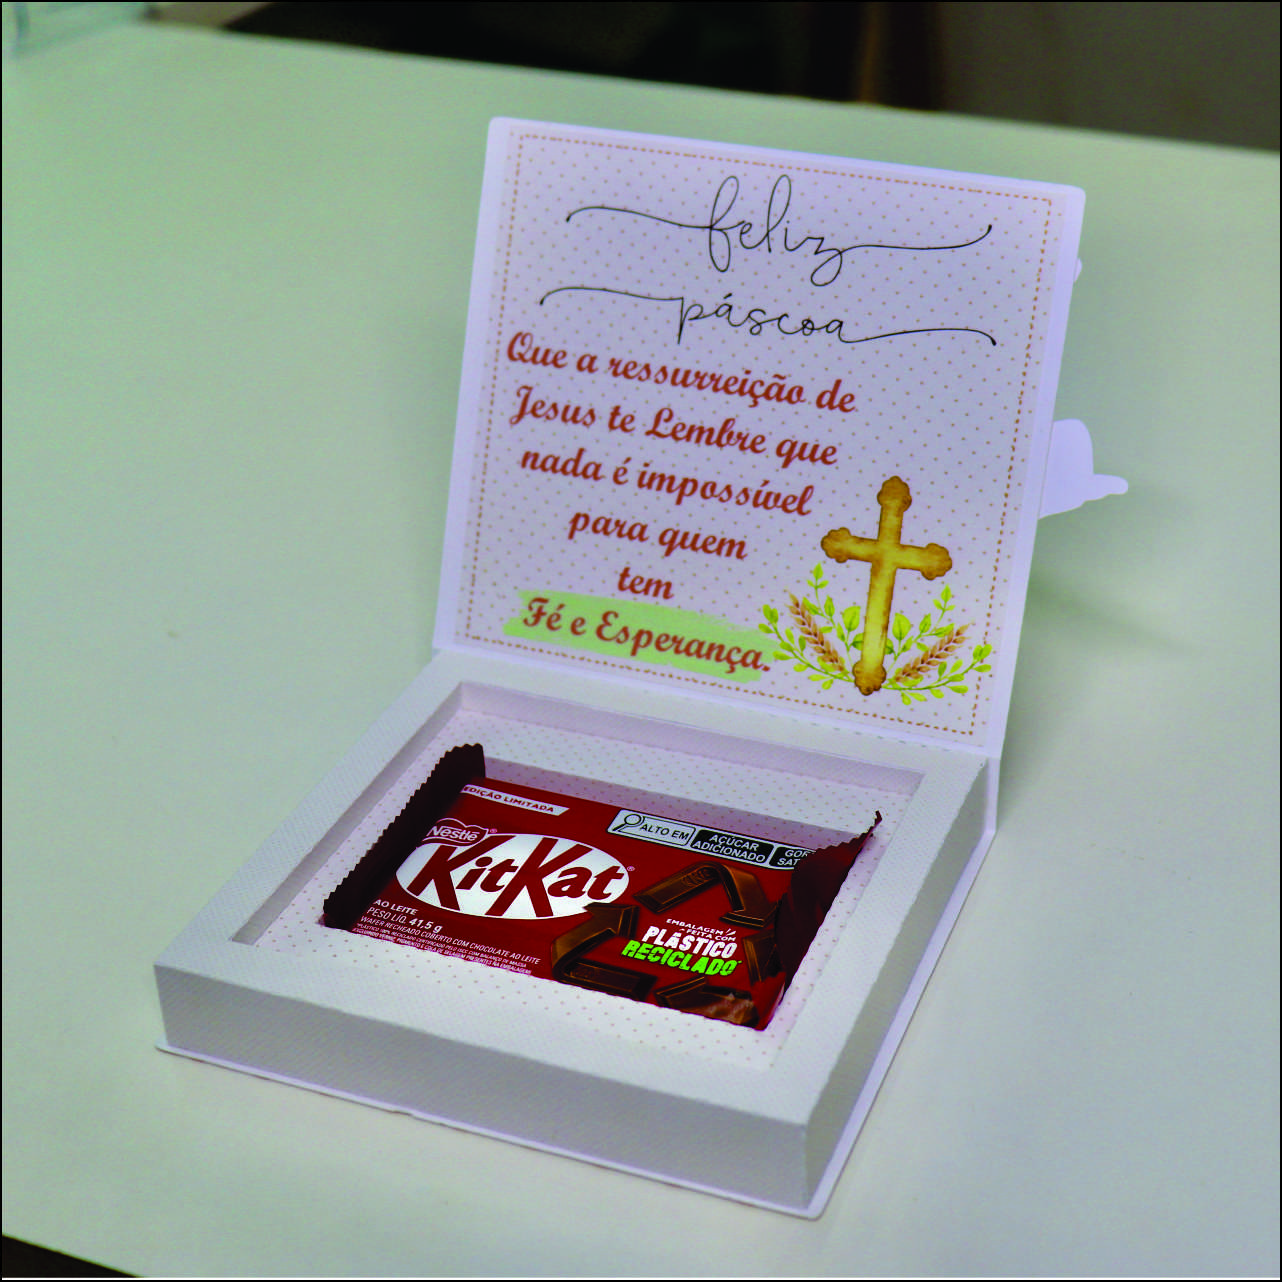 feliz
páscoa
Que a ressurreição de
Jesus te Lembre que
nada é impossível
para quem
tem
Fé e Esperança.
EDIÇÃO LIMITADA
ALTO EM
AÇÚCAR
ADICIONADO
GOR
SAT
Nestlé®
KitKat®
AO LEITE
PESO LÍQ. 41,5 g
WAFER RECHEADO COBERTO COM CHOCOLATE AO LEITE
EMBALAGEM
FEITA COM
PLÁSTICO
RECICLADO*